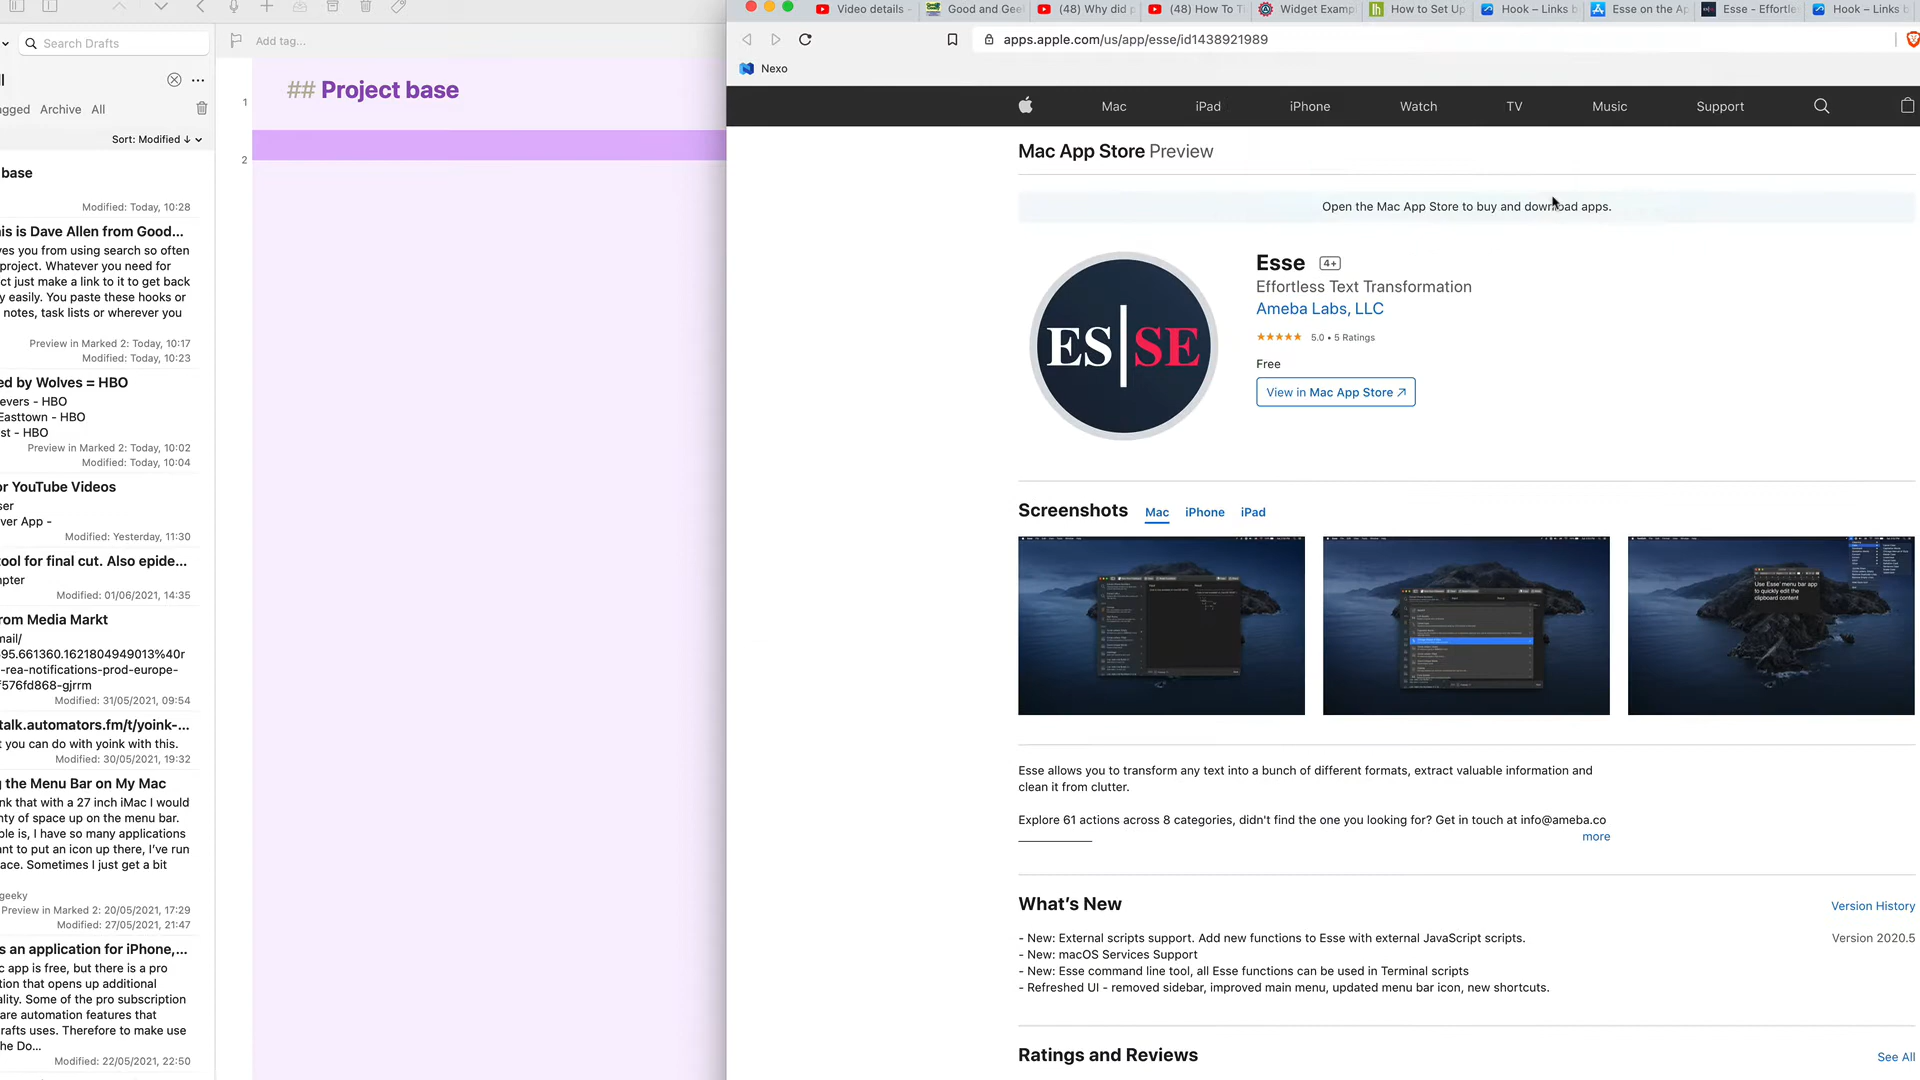 Search Drafts
gged
Archive
All
Sort: Modified ↓
base
Modified: Today, 10:28
is is Dave Allen from Good...
ves you from using search so often
project. Whatever you need for
ct just make a link to it to get back
y easily. You paste these hooks or
notes, task lists or wherever you
Preview in Marked 2: Today, 10:17
Modified: Today, 10:23
ed by Wolves = HBO
evers - HBO
Easttown - HBO
st - HBO
Preview in Marked 2: Today, 10:02
Modified: Today, 10:04
or YouTube Videos
ser
ver App -
Modified: Yesterday, 11:30
tool for final cut. Also epide...
mpter
Modified: 01/06/2021, 14:35
rom Media Markt
mail/
95.661360.1621804949013%40r
-rea-notifications-prod-europe-
f576fd868-gjrrm
Modified: 31/05/2021, 09:54
talk.automators.fm/t/yoink-...
t you can do with yoink with this.
Modified: 30/05/2021, 19:32
the Menu Bar on My Mac
nk that with a 27 inch iMac I would
nty of space up on the menu bar.
ple is, I have so many applications
ant to put an icon up there, I've run
ace. Sometimes I just get a bit
geeky
Preview in Marked 2: 20/05/2021, 17:29
Modified: 27/05/2021, 21:47
s an application for iPhone,...
c app is free, but there is a pro
tion that opens up additional
ality. Some of the pro subscription
are automation features that
rafts uses. Therefore to make use
he Do...
Modified: 22/05/2021, 22:50
Add tag...
1
## Project base
2
Video details -
Good and Gee
(48) Why did p
(48) How To Ti
Widget Examp
How to Set Up
Hook – Links b
Esse on the Ap
Esse - Effortle
Hook – Links b
apps.apple.com/us/app/esse/id1438921989
Nexo
Mac
iPad
iPhone
Watch
TV
Music
Support
Mac App Store Preview
Open the Mac App Store to buy and download apps.
ES|SE
Esse 4+
Effortless Text Transformation
Ameba Labs, LLC
★★★★★ 5.0 • 5 Ratings
Free
View in Mac App Store ↗
Screenshots Mac iPhone iPad
Use Esse' menu bar app
to quickly edit the
clipboard content
Esse allows you to transform any text into a bunch of different formats, extract valuable information and
clean it from clutter.
Explore 61 actions across 8 categories, didn't find the one you looking for? Get in touch at info@ameba.co
more
What's New
Version History
- New: External scripts support. Add new functions to Esse with external JavaScript scripts.
Version 2020.5
- New: macOS Services Support
- New: Esse command line tool, all Esse functions can be used in Terminal scripts
- Refreshed UI - removed sidebar, improved main menu, updated menu bar icon, new shortcuts.
Ratings and Reviews
See All